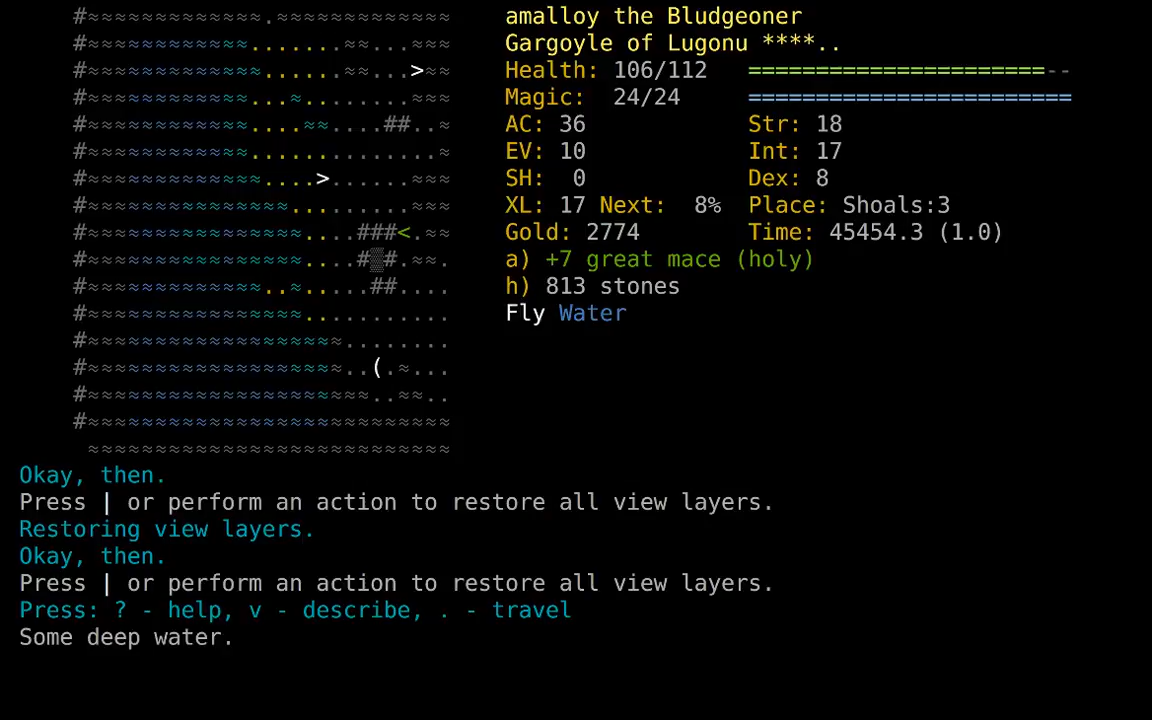 amalloy the Bludgeoner
Gargoyle of Lugonu ****..
Health: 106/112
Magic: 24/24
AC: 36 Str: 18
EV: 10 Int: 17
SH: 0 Dex: 8
XL: 17 Next: 8% Place: Shoals:3
Gold: 2774 Time: 45454.3 (1.0)
a) +7 great mace (holy)
h) 813 stones
Fly Water
Okay, then.
Press | or perform an action to restore all view layers.
Restoring view layers.
Okay, then.
Press | or perform an action to restore all view layers.
Press: ? - help, v - describe, . - travel
Some deep water.